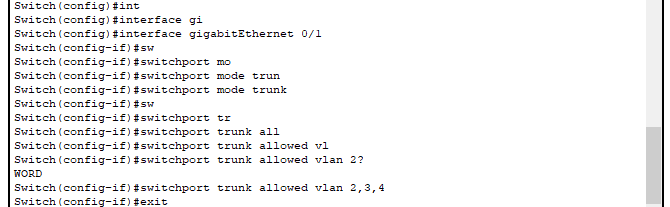 Switch(config)#int
Switch(config)#interface gi
Switch(config)#interface gigabitEthernet 0/1
Switch(config-if)#sw
Switch(config-if)#switchport mo
Switch(config-if)#switchport mode trun
Switch(config-if)#switchport mode trunk
Switch(config-if)#sw
Switch(config-if)#switchport tr
Switch(config-if)#switchport trunk all
Switch(config-if)#switchport trunk allowed vl
Switch(config-if)#switchport trunk allowed vlan 2?
WORD
Switch(config-if)#switchport trunk allowed vlan 2,3,4
Switch(config-if)#exit